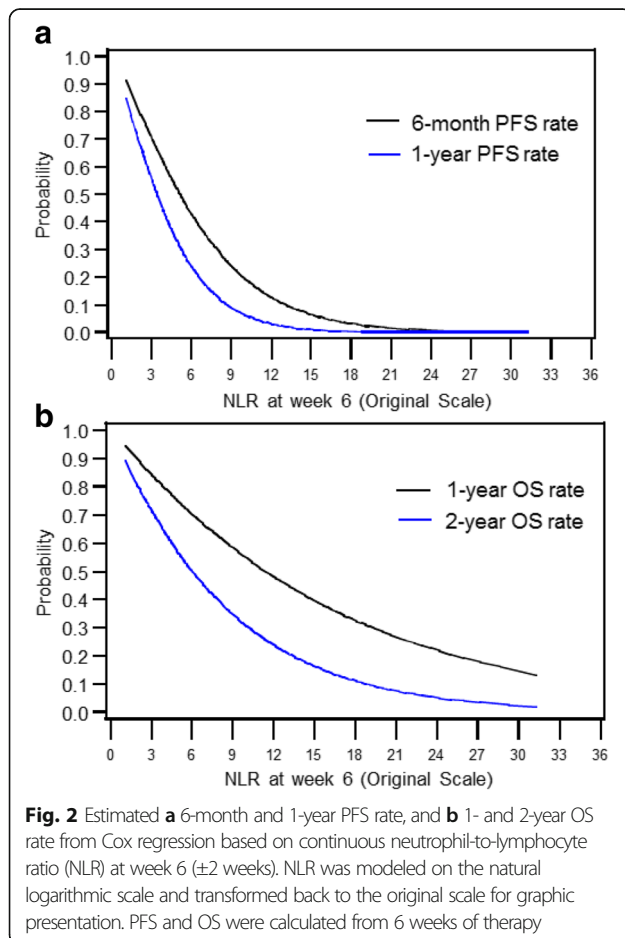 a
1.0
0.9
0.8
0.7
0.6
0.5
0.4
0.3
0.2
0.1
0.0
Probability
6-month PFS rate
1-year PFS rate
0 3 6 9 12 15 18 21 24 27 30 33 36
NLR at week 6 (Original Scale)
b
1.0
0.9
0.8
0.7
0.6
0.5
0.4
0.3
0.2
0.1
0.0
Probability
1-year OS rate
2-year OS rate
0 3 6 9 12 15 18 21 24 27 30 33 36
NLR at week 6 (Original Scale)
Fig. 2 Estimated a 6-month and 1-year PFS rate, and b 1- and 2-year OS
rate from Cox regression based on continuous neutrophil-to-lymphocyte
ratio (NLR) at week 6 (±2 weeks). NLR was modeled on the natural
logarithmic scale and transformed back to the original scale for graphic
presentation. PFS and OS were calculated from 6 weeks of therapy